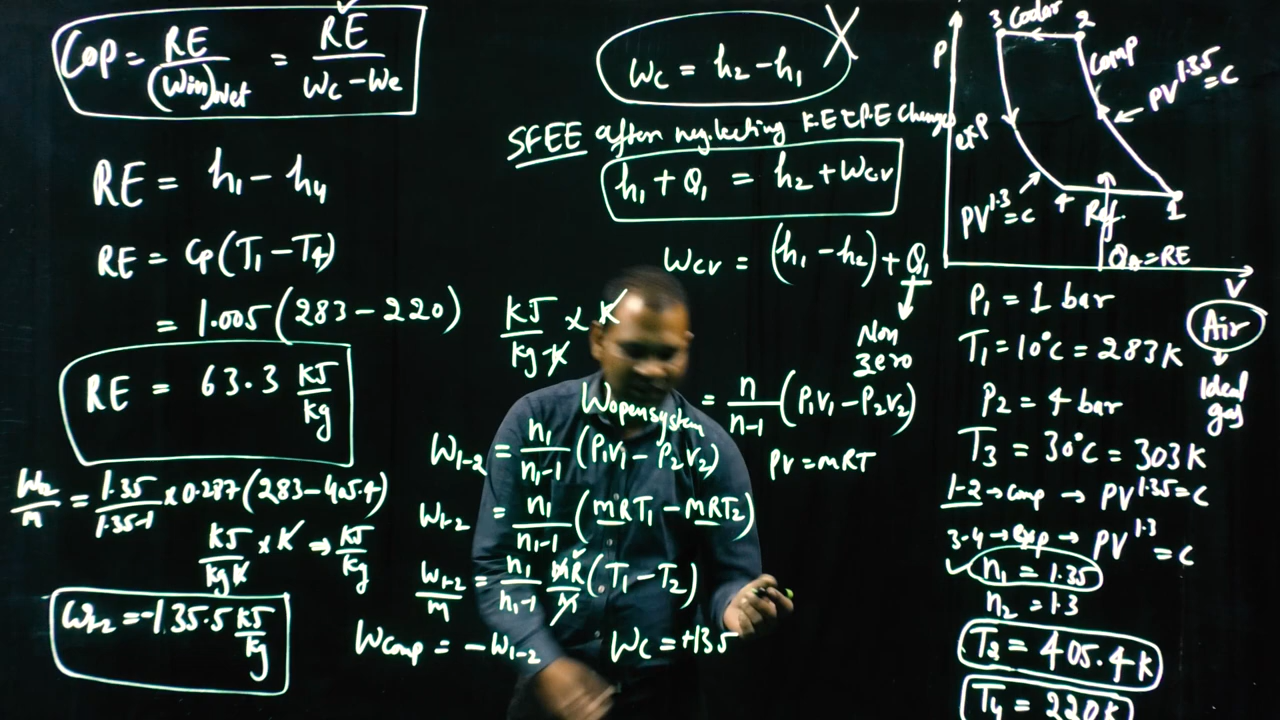 COP = RE / (Win)net = RE / Wc - We
RE = h1 - h4
RE = Cp(T1 - T4)
= 1.005(283 - 220)
KJ / kg K × K
RE = 63.3 KJ / kg
W12 / m = 1.35 / 1.35-1 × 0.287(283 - 405.4)
KJ / kg K × K → KJ / kg
W12 = -135.5 KJ / kg
Wc = h2 - h1 X
SFEE after neglecting KE & PE changes
h1 + Q1 = h2 + Wcv
Wcv = (h1 - h2) + Q1
Non zero
Wopensystem = n / n-1 (P1V1 - P2V2)
W1-2 = n1 / n1-1 (P1V1 - P2V2)
PV = mRT
W1-2 = n1 / n1-1 (mRT1 - mRT2)
W1-2 / m = n1 / n1-1 mR / m (T1 - T2)
Wcomp = -W1-2
Wc = +135
P
3
2
Comp
PV^1.35 = C
exp
PV^1.3 = C
4
Ref.
1
QA = RE
V
P1 = 1 bar
Air
T1 = 10°C = 283K
Ideal gas
P2 = 4 bar
T3 = 30°C = 303K
1-2 → Comp → PV^1.35 = C
3-4 → exp → PV^1.3 = C
n1 = 1.35
n2 = 1.3
T2 = 405.4K
T4 = 220K